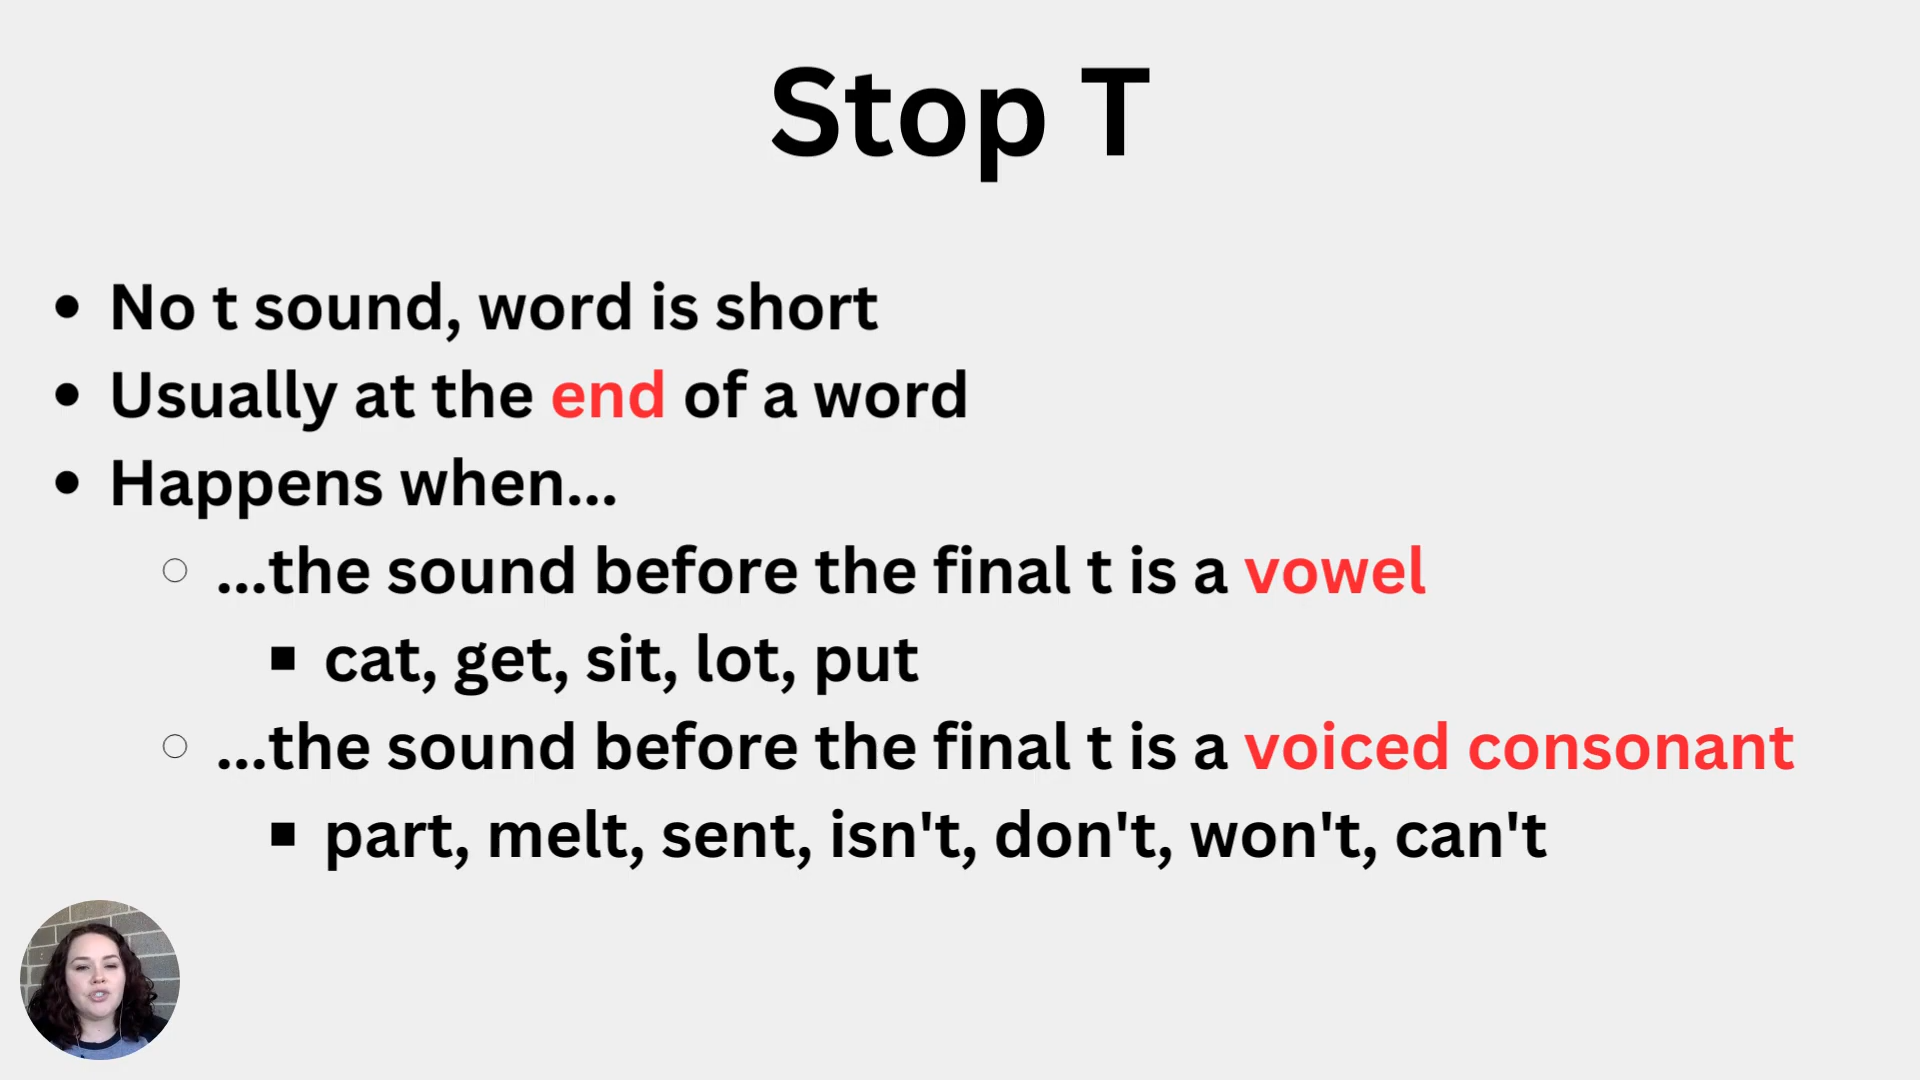 Stop T
• No t sound, word is short
• Usually at the end of a word
• Happens when...
○ ...the sound before the final t is a vowel
■ cat, get, sit, lot, put
○ ...the sound before the final t is a voiced consonant
■ part, melt, sent, isn't, don't, won't, can't